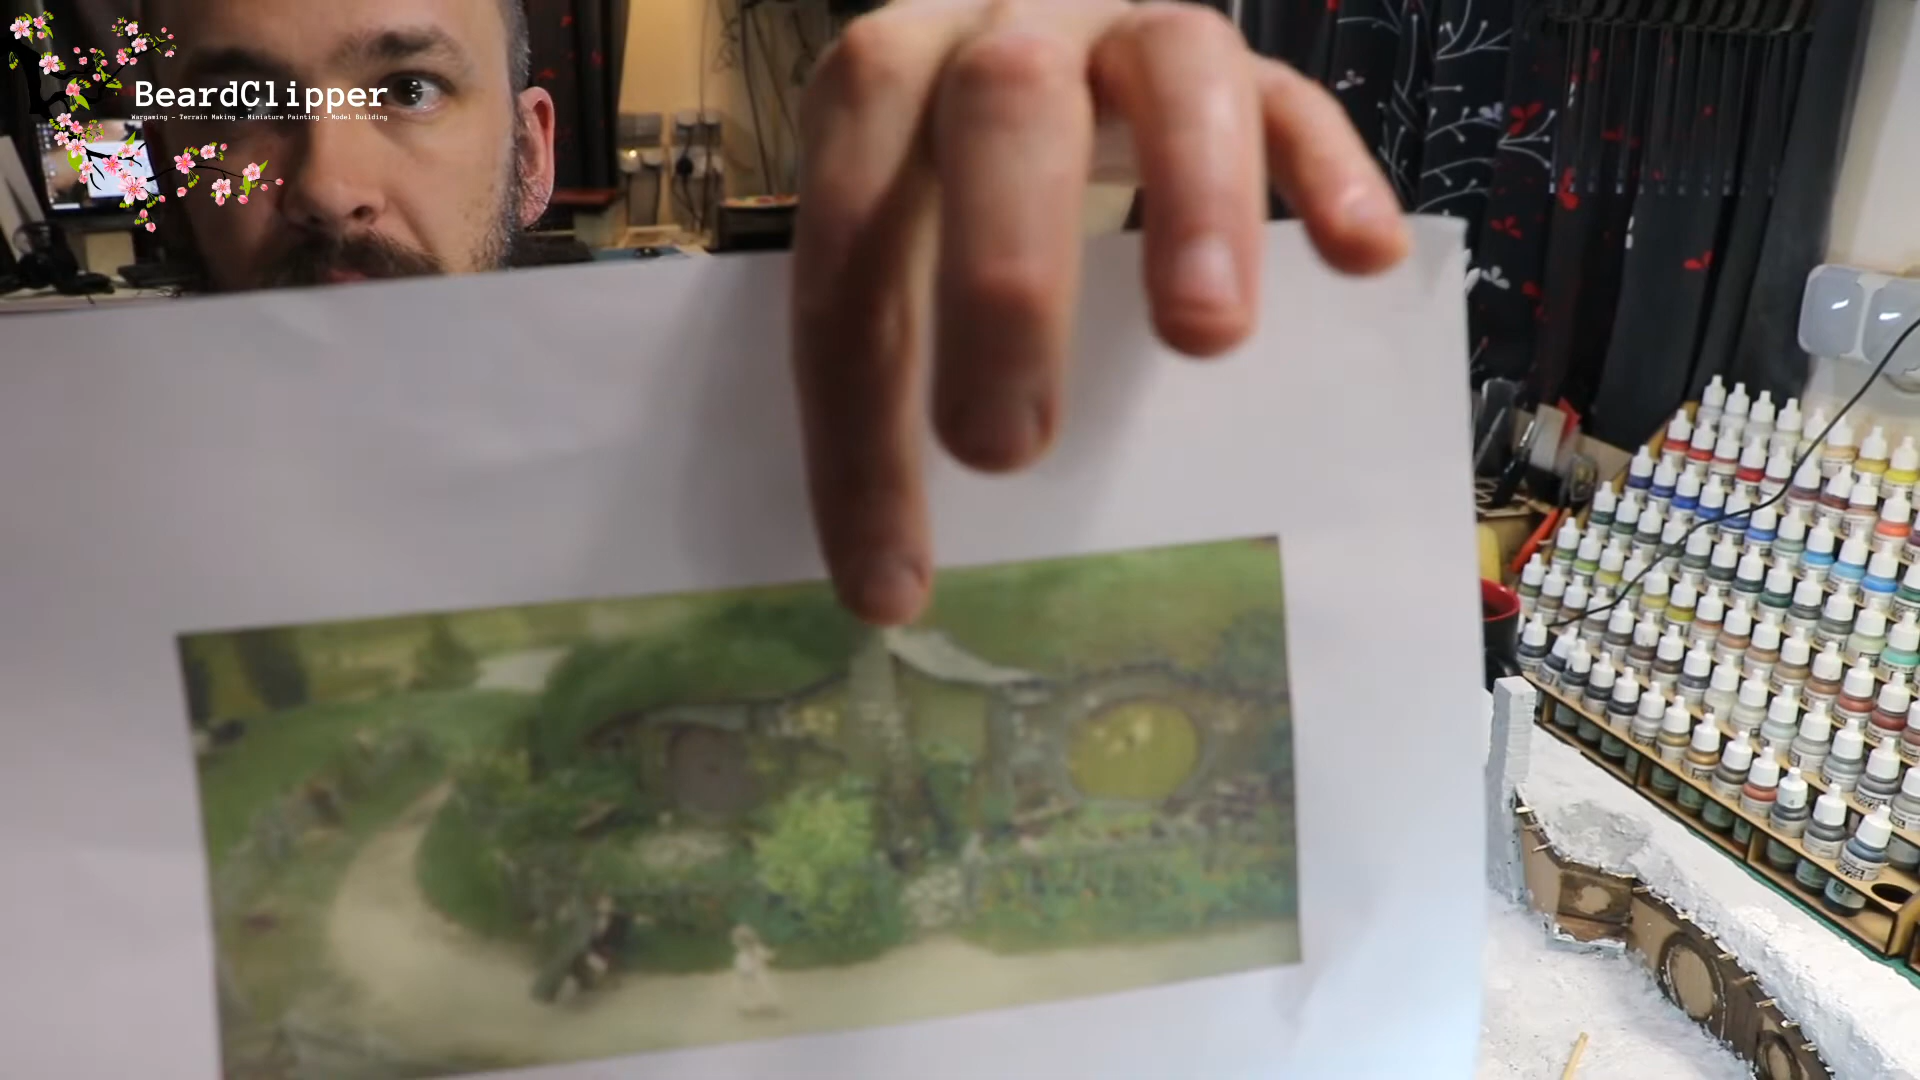 BeardClipper
Wargaming - Terrain Making - Miniature Painting - Model Building